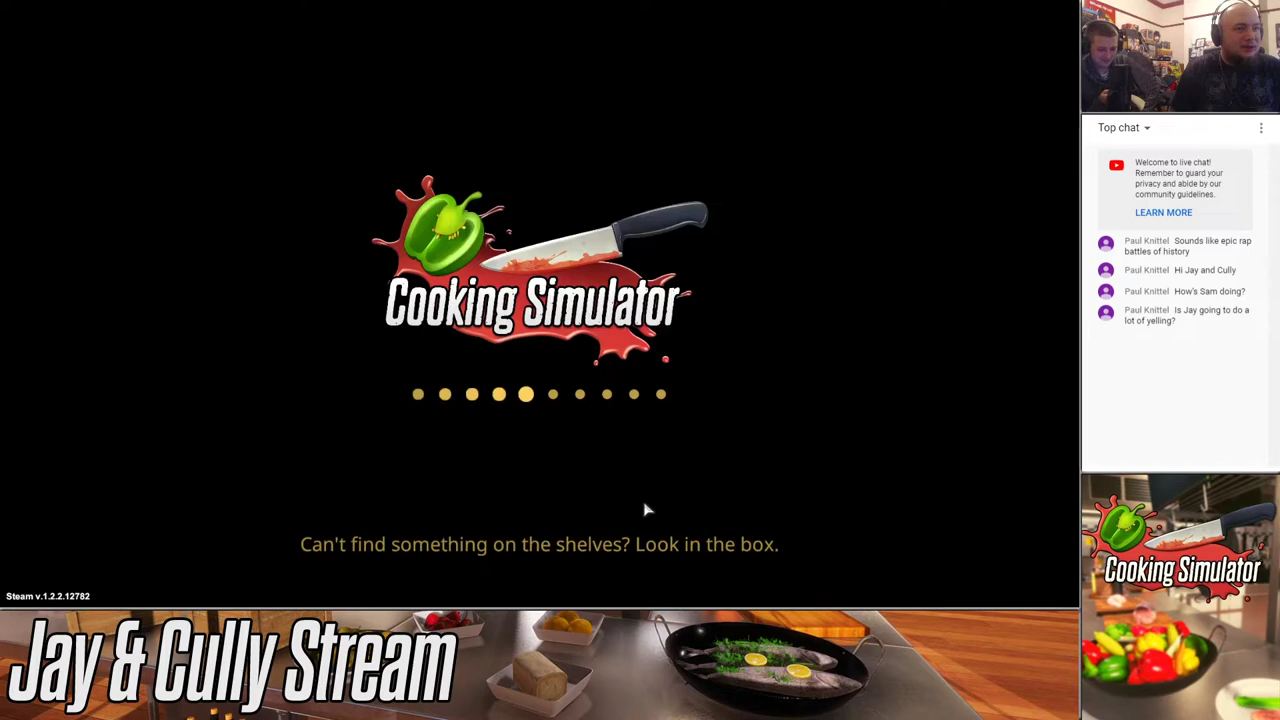 Cooking Simulator
Can't find something on the shelves? Look in the box.
Steam v.1.2.2.12782
Jay & Cully Stream
Top chat
Welcome to live chat!
Remember to guard your
privacy and abide by our
community guidelines.
LEARN MORE
Paul Knittel Sounds like epic rap
battles of history
Paul Knittel Hi Jay and Cully
Paul Knittel How's Sam doing?
Paul Knittel Is Jay going to do a
lot of yelling?
Cooking Simulator